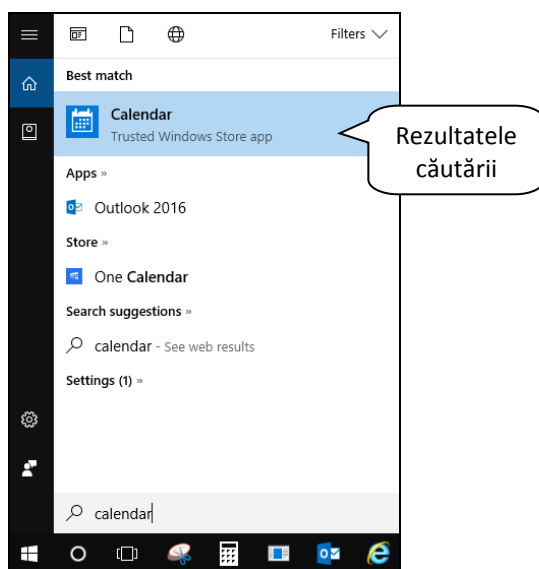 Filters
Best match
Calendar
Trusted Windows Store app
Rezultatele
căutării
Apps »
Outlook 2016
Store »
One Calendar
Search suggestions »
calendar - See web results
Settings (1) »
calendar